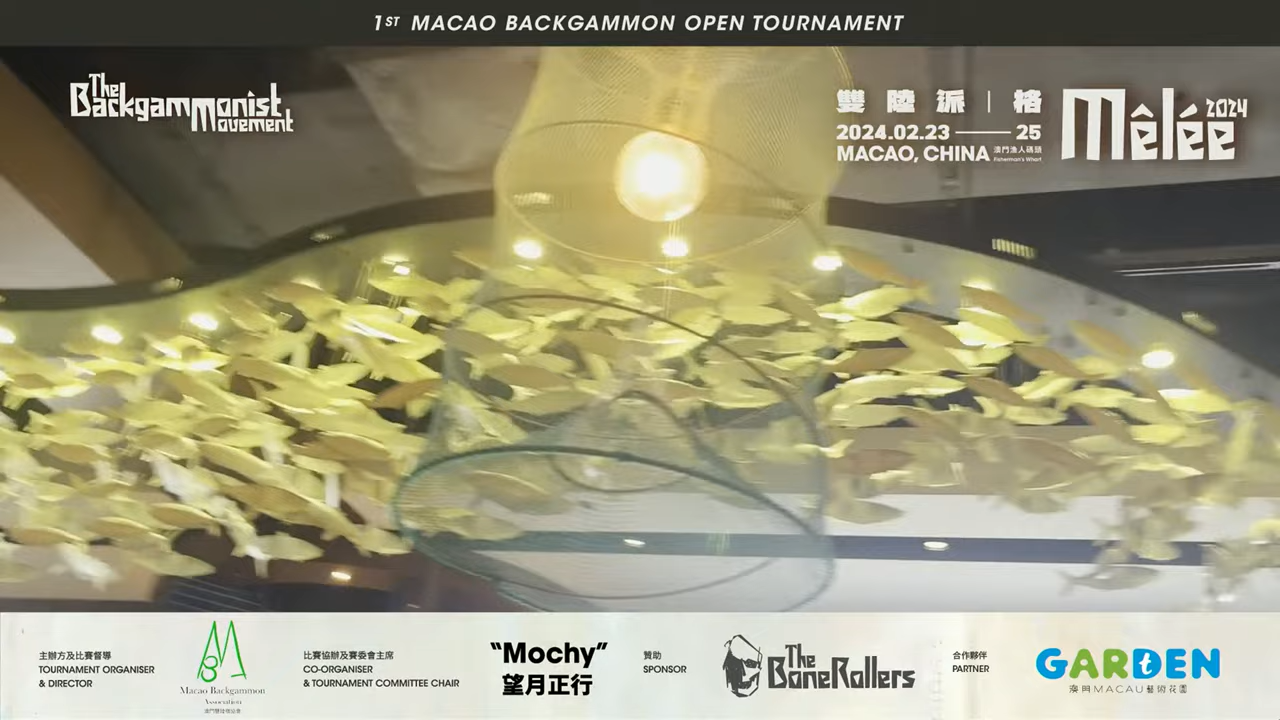 1ST MACAO BACKGAMMON OPEN TOURNAMENT
The
Backgammonist
Movement
雙陸派｜格
2024.02.23 —— 25
MACAO, CHINA
澳門漁人碼頭
Fisherman's Wharf
Mêlée 2024
主辦方及比賽督導
TOURNAMENT ORGANISER
& DIRECTOR
Macao Backgammon
Association
比賽協辦及賽委會主席
CO-ORGANISER
& TOURNAMENT COMMITTEE CHAIR
“Mochy”
望月正行
贊助
SPONSOR
The
BoneRollers
合作夥伴
PARTNER
GARDEN
澳門MACAU藝術花園